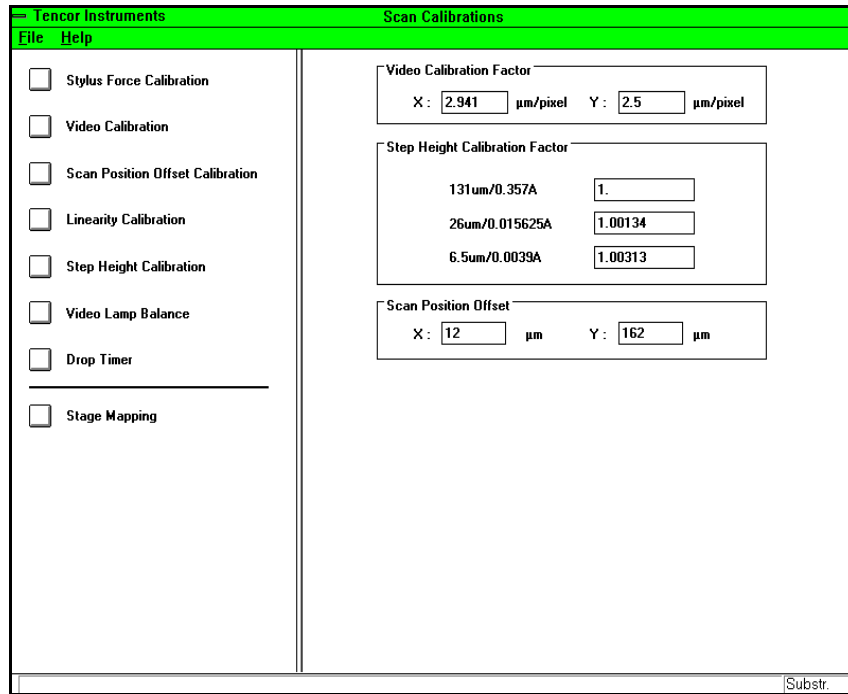 Tencor Instruments Scan Calibrations
File Help
Stylus Force Calibration
Video Calibration
Scan Position Offset Calibration
Linearity Calibration
Step Height Calibration
Video Lamp Balance
Drop Timer
Stage Mapping
Video Calibration Factor
X : 2.941 µm/pixel Y : 2.5 µm/pixel
Step Height Calibration Factor
131um/0.357A 1.
26um/0.015625A 1.00134
6.5um/0.0039A 1.00313
Scan Position Offset
X : 12 µm Y : 162 µm
Substr.